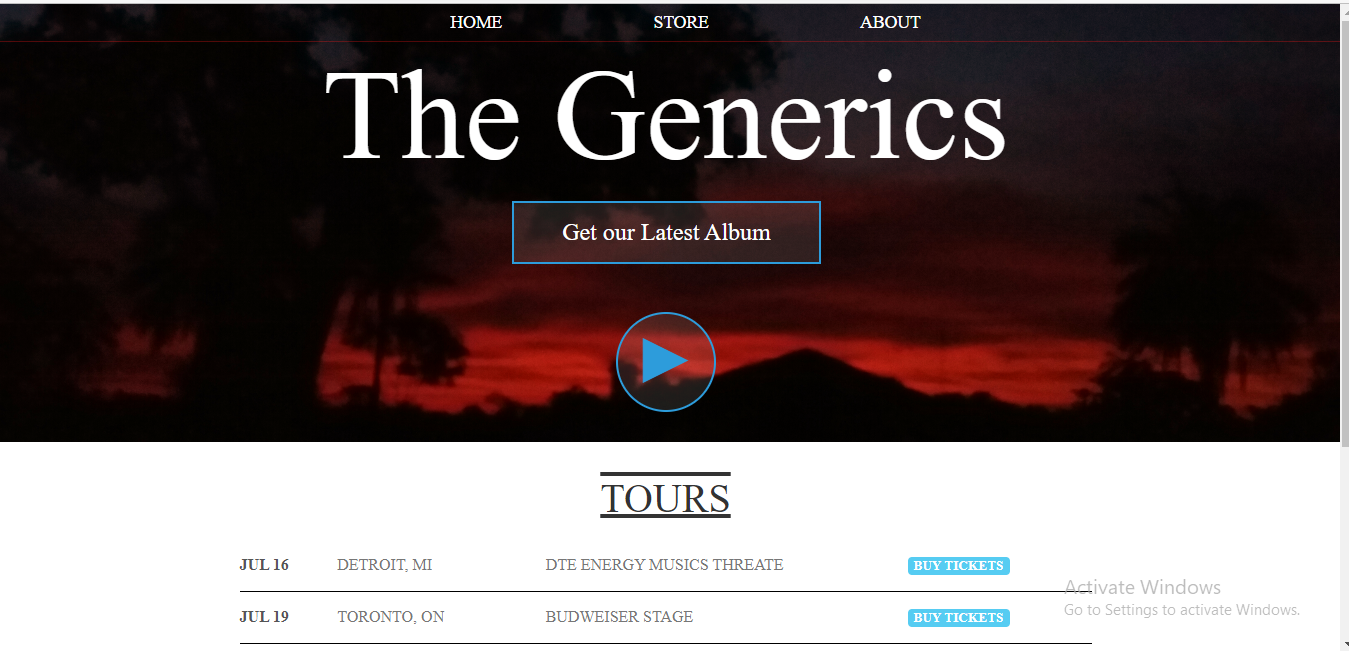 HOME STORE ABOUT
The Generics
Get our Latest Album
TOURS
JUL 16 DETROIT, MI DTE ENERGY MUSICS THREATE BUY TICKETS
JUL 19 TORONTO, ON BUDWEISER STAGE BUY TICKETS
Activate Windows
Go to Settings to activate Windows.